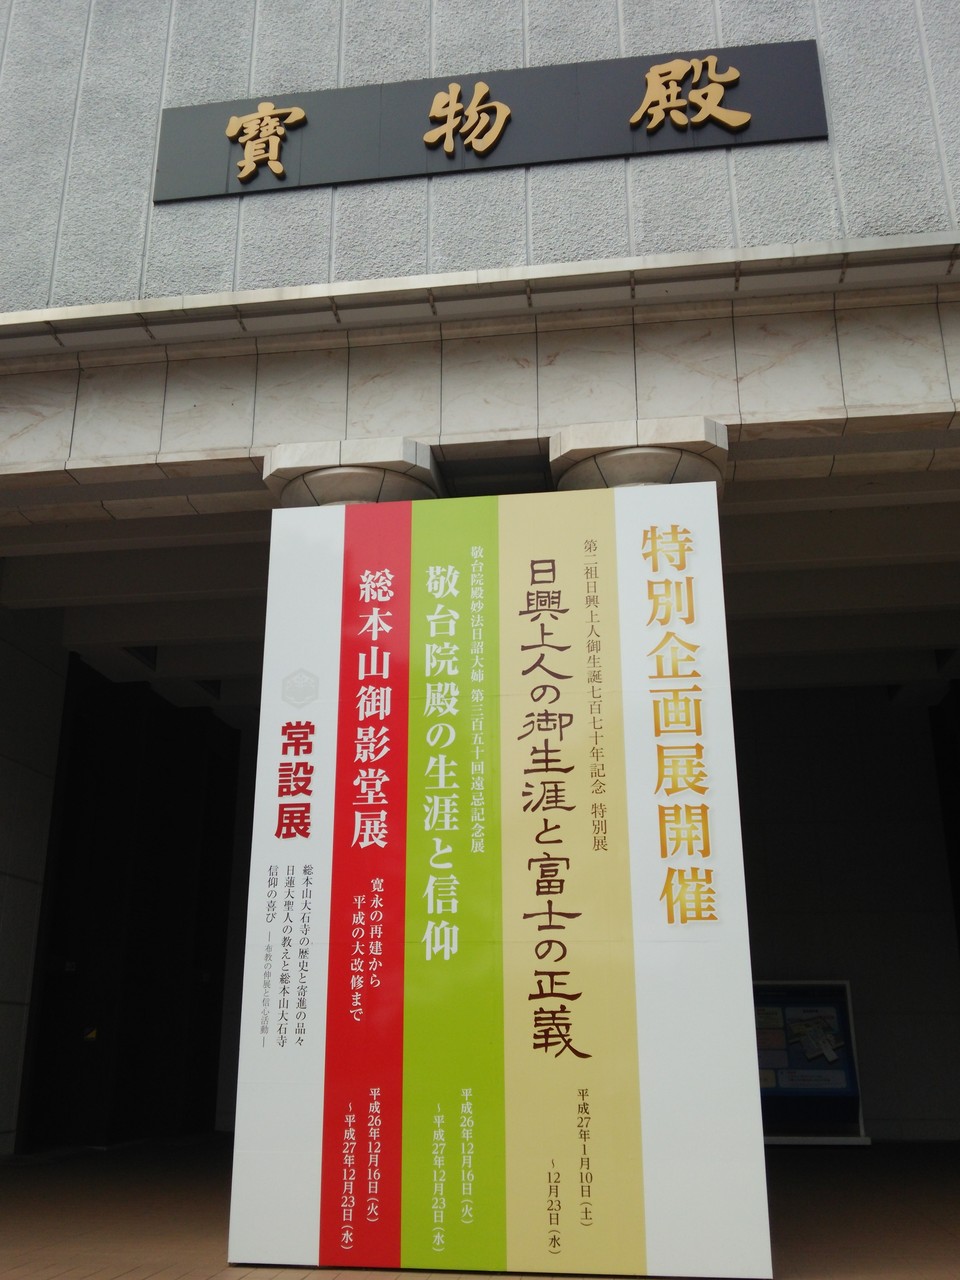 寳物殿
特別企画展開催
第二祖日興上人御生誕七百七十年記念 特別展
日興上人の御生涯と富士の正義
平成27年1月10日(土)
~12月23日(水)
敬台院殿妙法日詔大姉 第三百五十回遠忌記念展
敬台院殿の生涯と信仰
平成26年12月16日(火)
~平成27年12月23日(水)
総本山御影堂展
寛永の再建から
平成の大改修まで
平成26年12月16日(火)
~平成27年12月23日(水)
常設展
総本山大石寺の歴史と寄進の品々
日蓮大聖人の教えと総本山大石寺
信仰の喜び ―布教の伸展と信心活動―